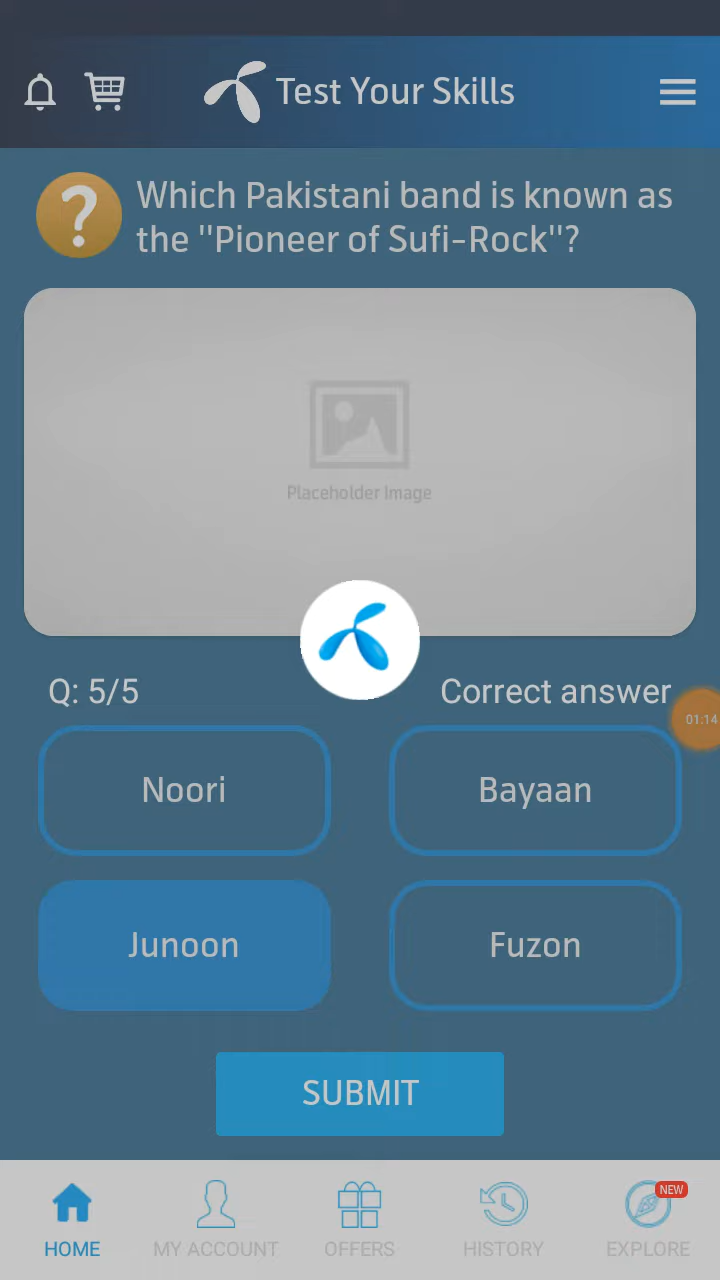 Test Your Skills
?
Which Pakistani band is known as
the "Pioneer of Sufi-Rock"?
Placeholder Image
Q: 5/5
Correct answer
01:14
Noori
Bayaan
Junoon
Fuzon
SUBMIT
NEW
HOME
MY ACCOUNT
OFFERS
HISTORY
EXPLORE